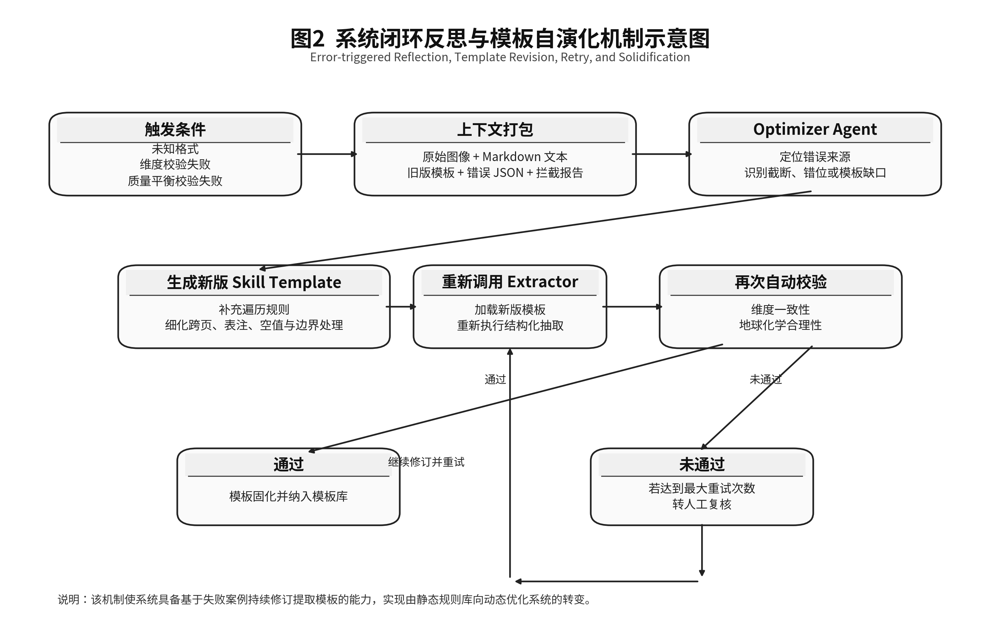 图2 系统闭环反思与模板自演化机制示意图
Error-triggered Reflection, Template Revision, Retry, and Solidification
触发条件
未知格式
维度校验失败
质量平衡校验失败
上下文打包
原始图像 + Markdown 文本
旧版模板 + 错误 JSON + 拦截报告
Optimizer Agent
定位错误来源
识别截断、错位或模板缺口
生成新版 Skill Template
补充遍历规则
细化跨页、表注、空值与边界处理
重新调用 Extractor
加载新版模板
重新执行结构化抽取
再次自动校验
维度一致性
地球化学合理性
通过
未通过
通过
模板固化并纳入模板库
继续修订并重试
未通过
若达到最大重试次数
转人工复核
说明：该机制使系统具备基于失败案例持续修订提取模板的能力，实现由静态规则库向动态优化系统的转变。